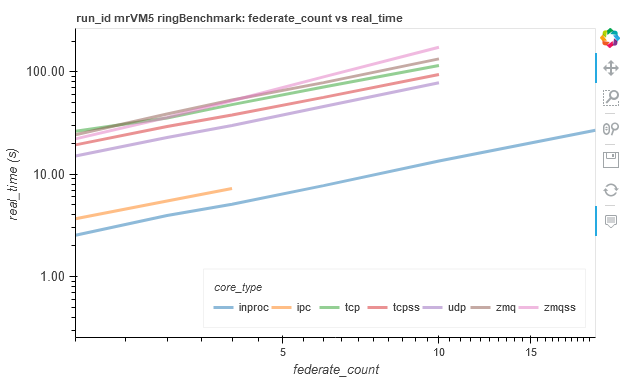 run_id mrVM5 ringBenchmark: federate_count vs real_time
100.00
10.00
1.00
real_time (s)
core_type
inproc ipc tcp tcpss udp zmq zmqss
5 10 15
federate_count